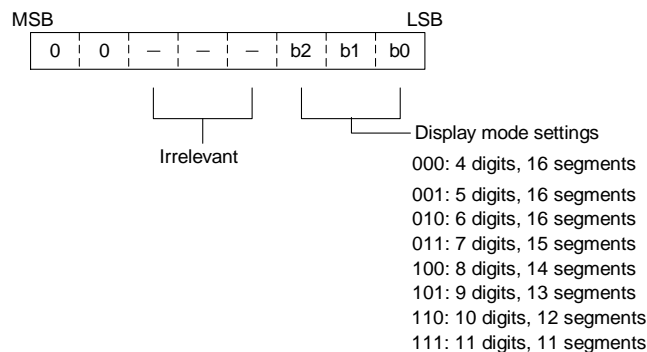 MSB LSB
0 0 — — — b2 b1 b0
Display mode settings
Irrelevant
000: 4 digits, 16 segments
001: 5 digits, 16 segments
010: 6 digits, 16 segments
011: 7 digits, 15 segments
100: 8 digits, 14 segments
101: 9 digits, 13 segments
110: 10 digits, 12 segments
111: 11 digits, 11 segments